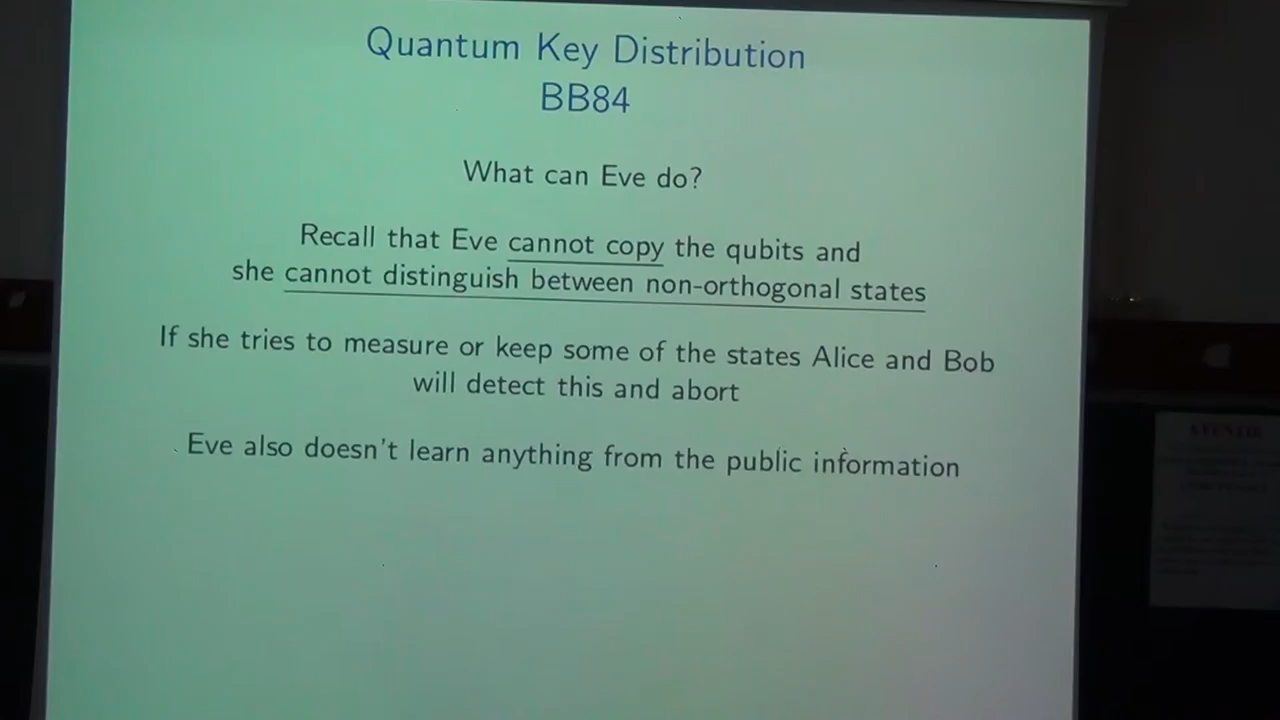 Quantum Key Distribution
BB84
What can Eve do?
Recall that Eve cannot copy the qubits and
she cannot distinguish between non-orthogonal states
If she tries to measure or keep some of the states Alice and Bob
will detect this and abort
Eve also doesn't learn anything from the public information